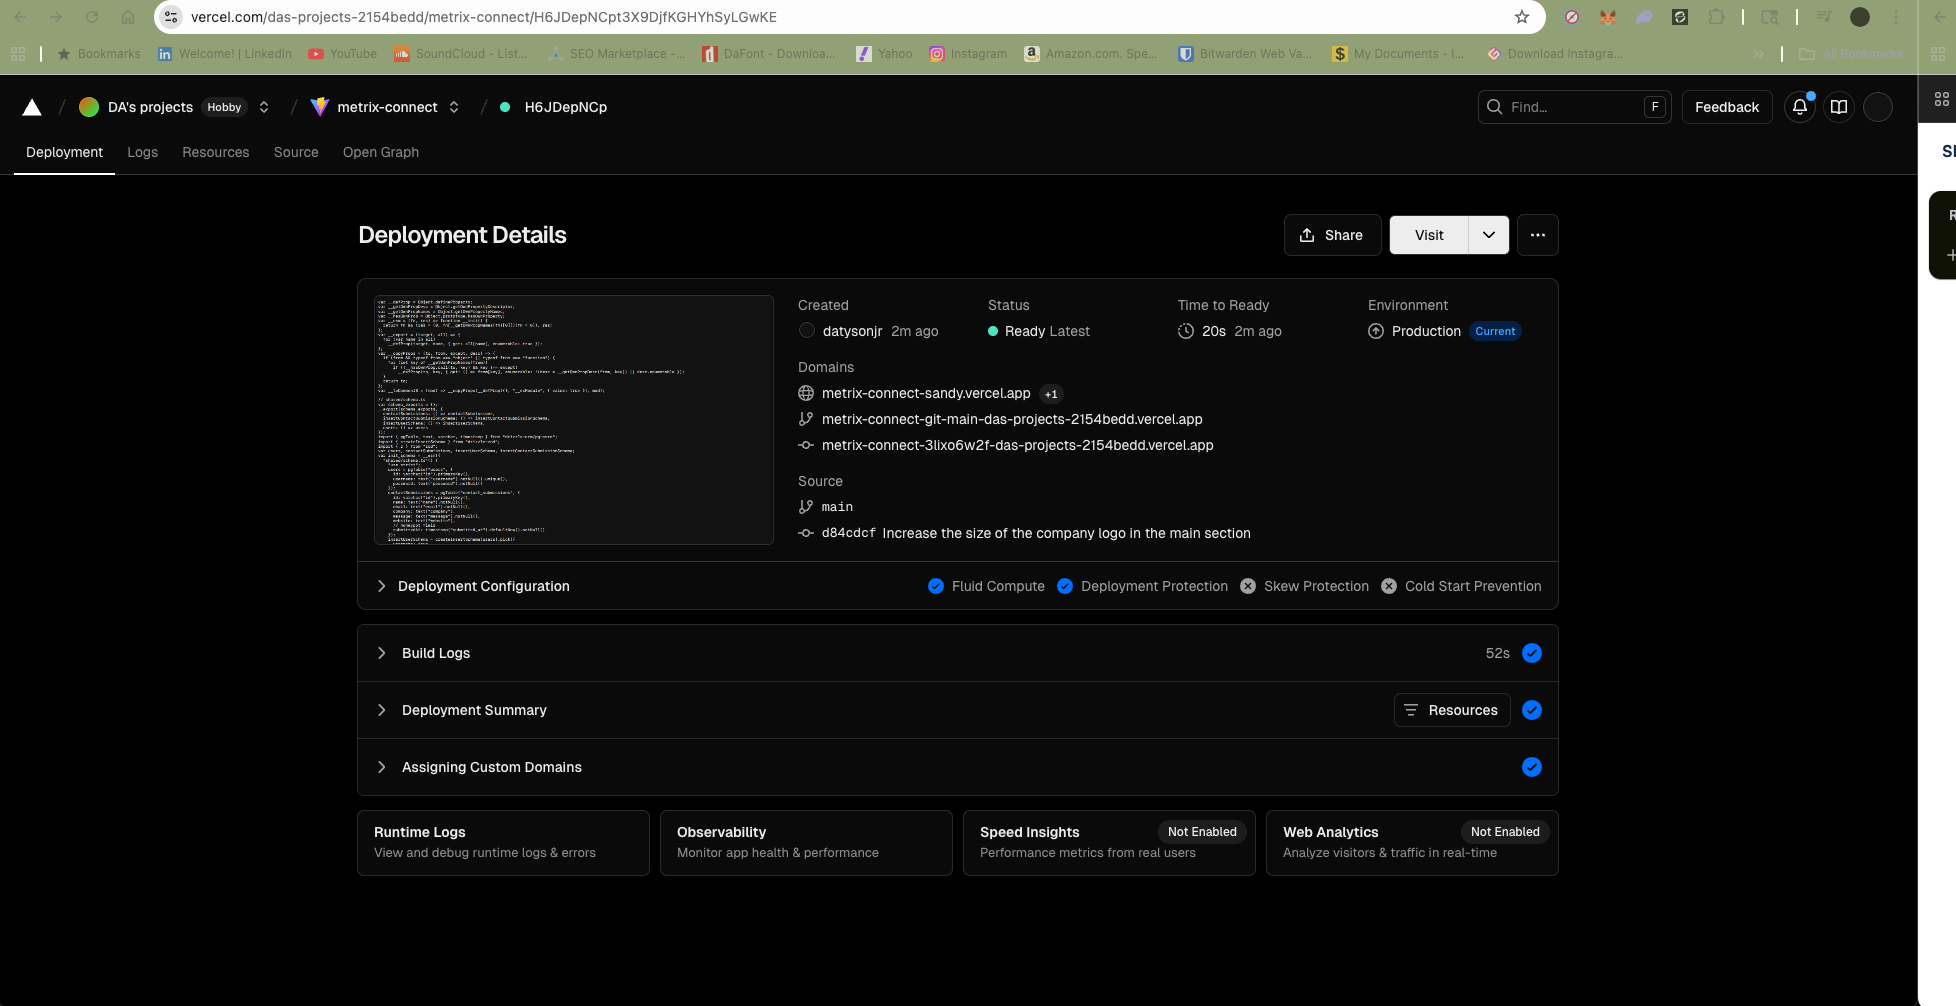 vercel.com/das-projects-2154bedd/metrix-connect/H6JDepNCpt3X9DjfKGHYhSyLGwKE
Bookmarks Welcome! | LinkedIn YouTube SoundCloud - List... SEO Marketplace -... DaFont - Downloa... Yahoo Instagram Amazon.com. Spe... Bitwarden Web Va... My Documents - I... Download Instagra... » All Bookmarks
/ DA's projects Hobby / metrix-connect / H6JDepNCp Find... F Feedback
Deployment Logs Resources Source Open Graph
Deployment Details Share Visit
Created Status Time to Ready Environment
datysonjr 2m ago Ready Latest 20s 2m ago Production Current
Domains
metrix-connect-sandy.vercel.app +1
metrix-connect-git-main-das-projects-2154bedd.vercel.app
metrix-connect-3lixo6w2f-das-projects-2154bedd.vercel.app
Source
main
d84cdcf Increase the size of the company logo in the main section
Deployment Configuration Fluid Compute Deployment Protection Skew Protection Cold Start Prevention
Build Logs 52s
Deployment Summary Resources
Assigning Custom Domains
Runtime Logs
View and debug runtime logs & errors
Observability
Monitor app health & performance
Speed Insights Not Enabled
Performance metrics from real users
Web Analytics Not Enabled
Analyze visitors & traffic in real-time